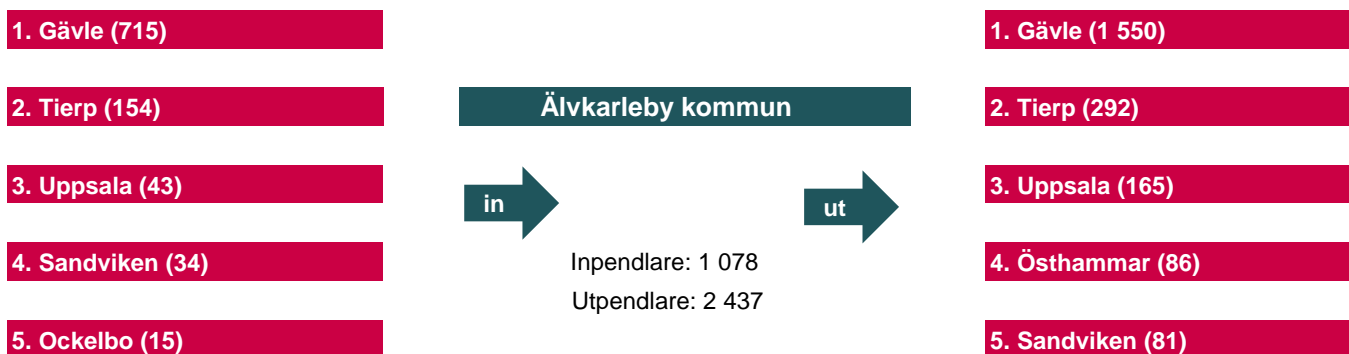 1. Gävle (715)
2. Tierp (154)
3. Uppsala (43)
4. Sandviken (34)
5. Ockelbo (15)
Älvkarleby kommun
in
ut
Inpendlare: 1 078
Utpendlare: 2 437
1. Gävle (1 550)
2. Tierp (292)
3. Uppsala (165)
4. Östhammar (86)
5. Sandviken (81)